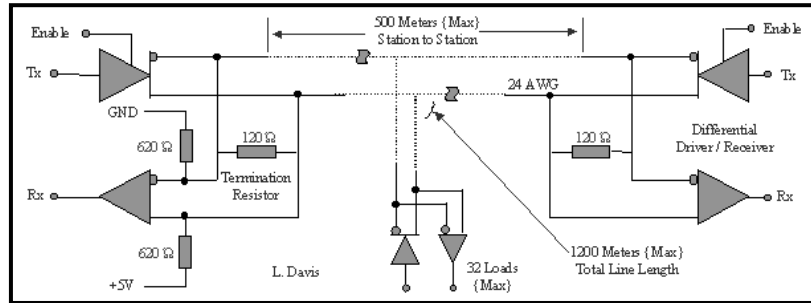 500 Meters {Max}
Station to Station
Enable
Enable
Tx
Tx
24 AWG
GND
620 Ω
120 Ω
120 Ω
Differential
Driver / Receiver
Termination
Resistor
Rx
Rx
620 Ω
+5V
L. Davis
32 Loads
{Max}
1200 Meters {Max}
Total Line Length